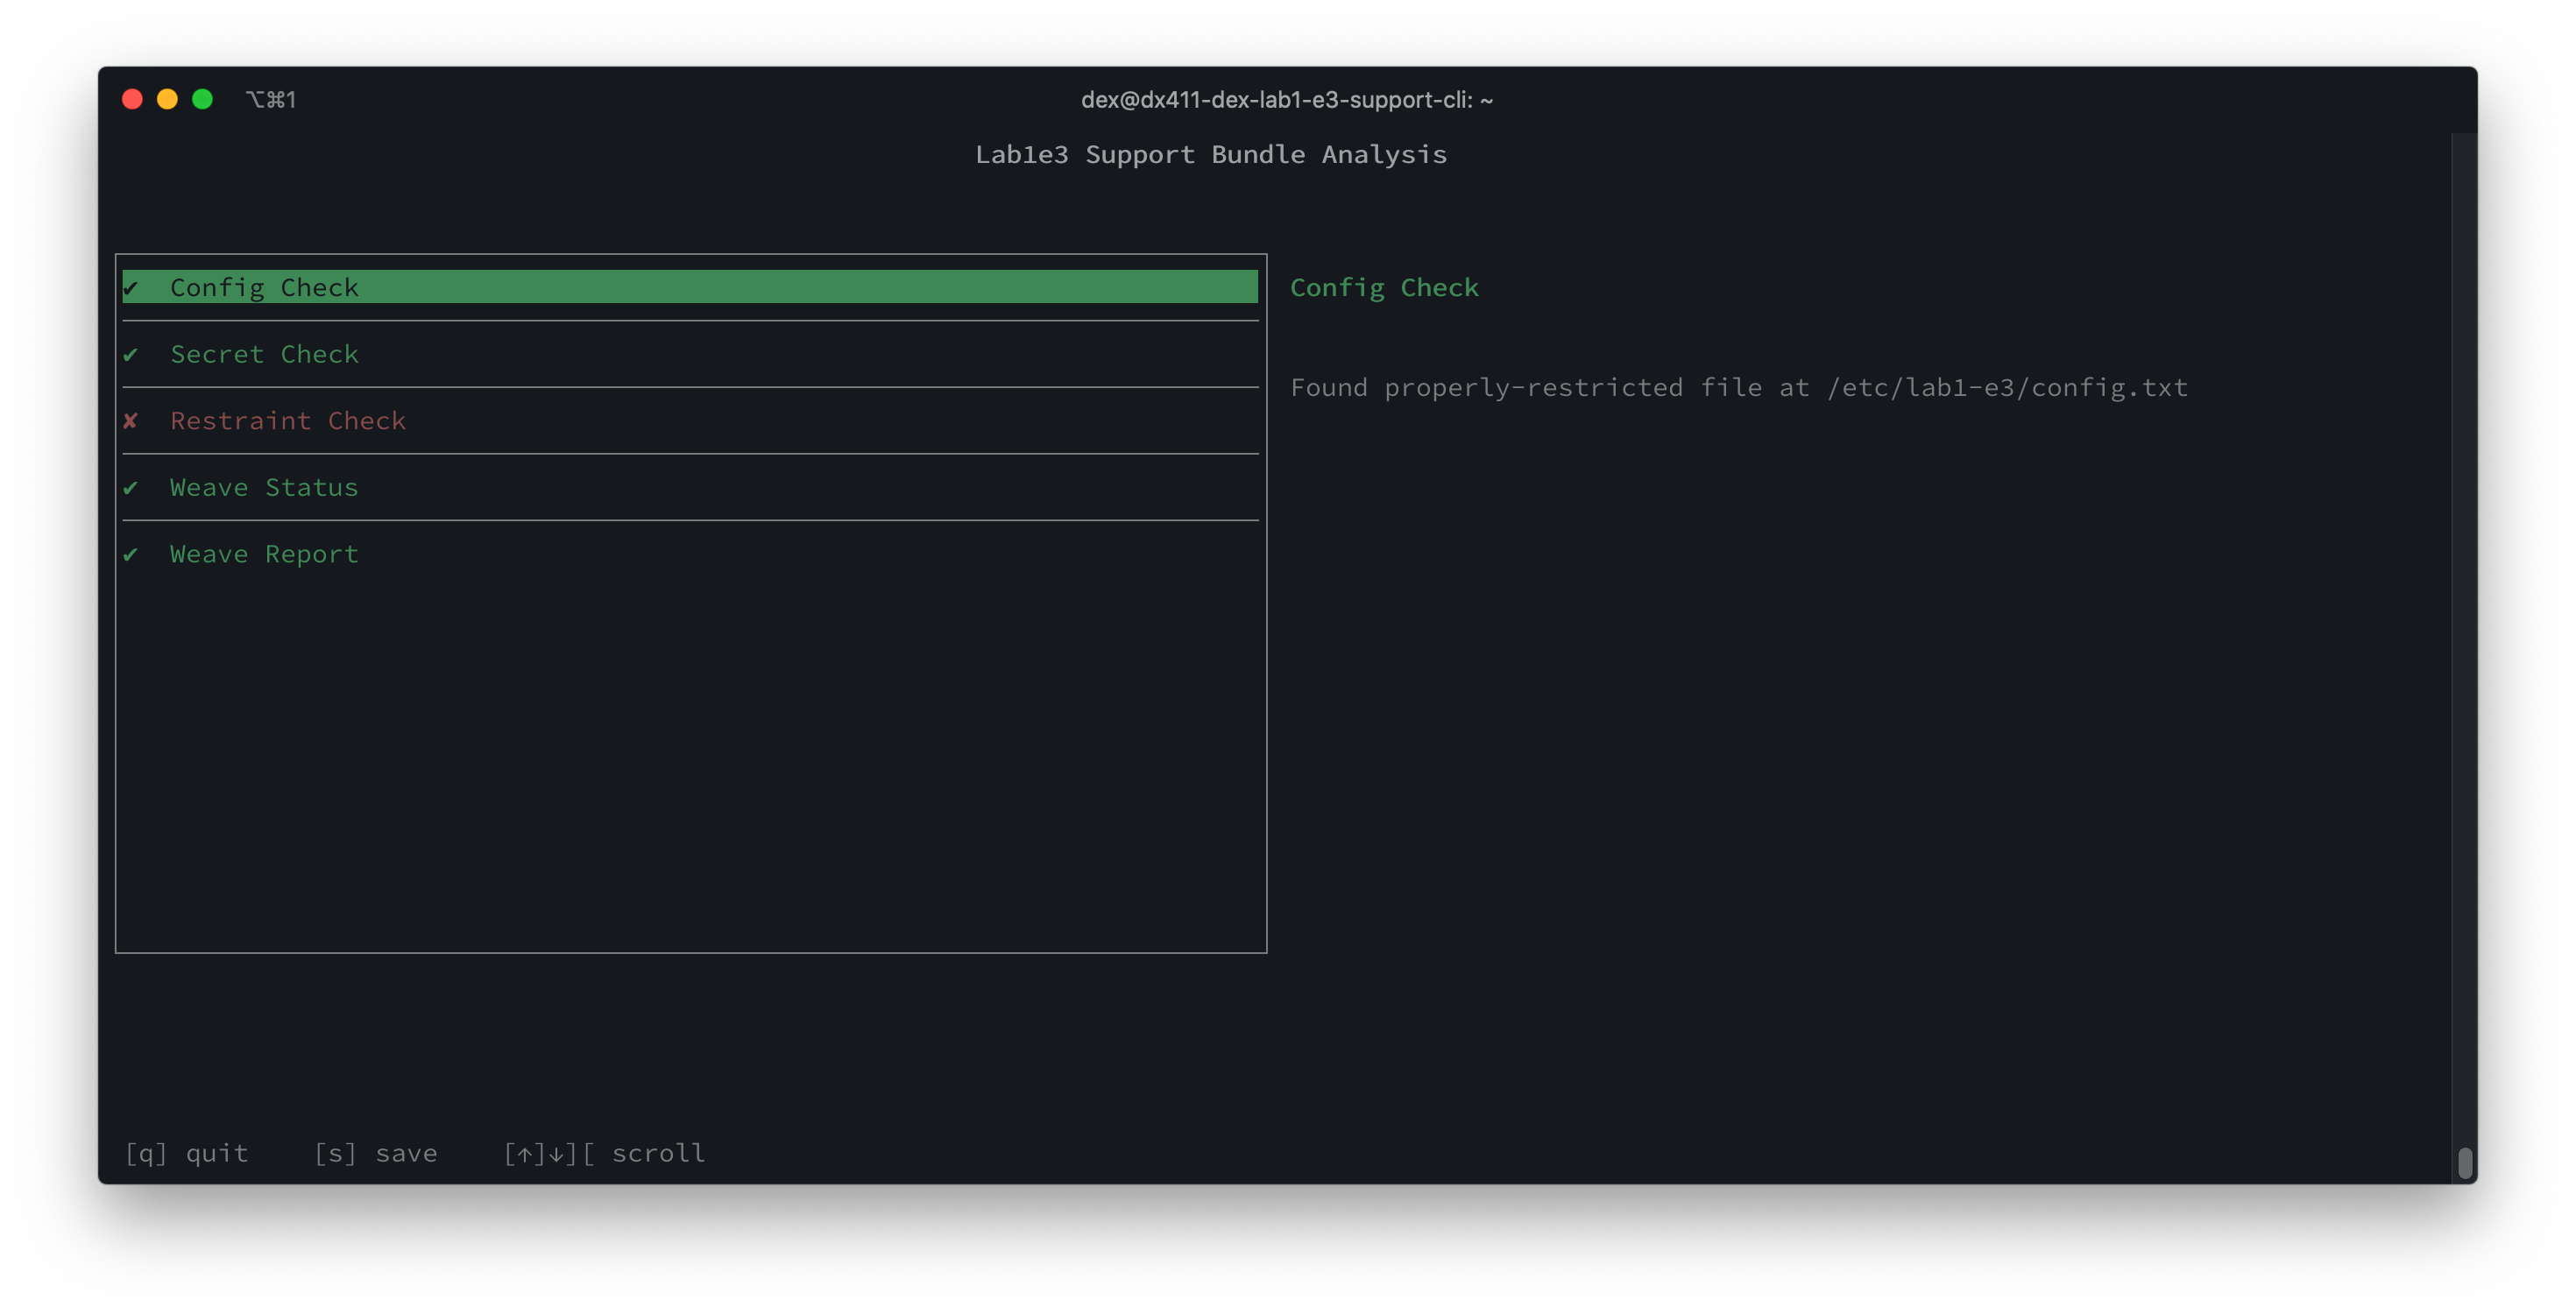 ⌥⌘1
dex@dx411-dex-lab1-e3-support-cli: ~
Lab1e3 Support Bundle Analysis
✔ Config Check
✔ Secret Check
✘ Restraint Check
✔ Weave Status
✔ Weave Report
Config Check
Found properly-restricted file at /etc/lab1-e3/config.txt
[q] quit [s] save [↑]↓][ scroll